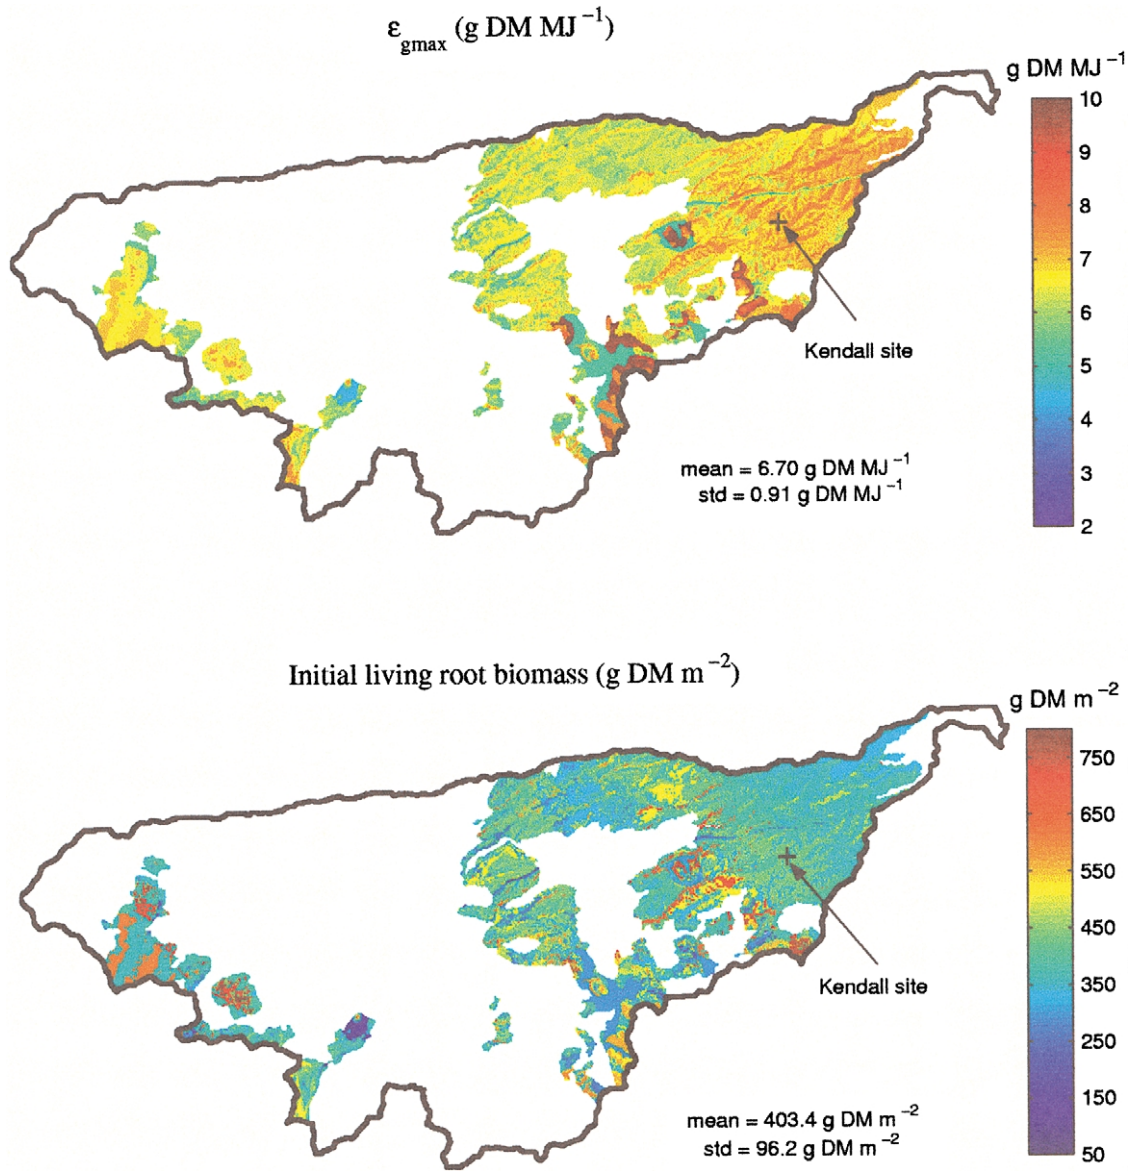 ε_gmax (g DM MJ⁻¹)
g DM MJ⁻¹
10
9
8
7
6
5
4
3
2
Kendall site
mean = 6.70 g DM MJ⁻¹
std = 0.91 g DM MJ⁻¹
Initial living root biomass (g DM m⁻²)
g DM m⁻²
750
650
550
450
350
250
150
50
Kendall site
mean = 403.4 g DM m⁻²
std = 96.2 g DM m⁻²